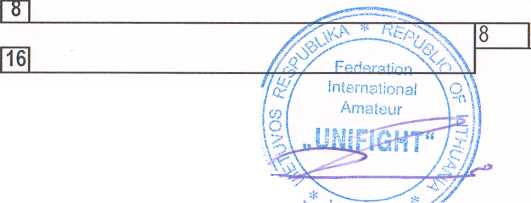 8
8
16
LIETUVOS RESPUBLIKA * REPUBLIC OF LITHUANIA *
Federation
International
Amateur
„UNIFIGHT“